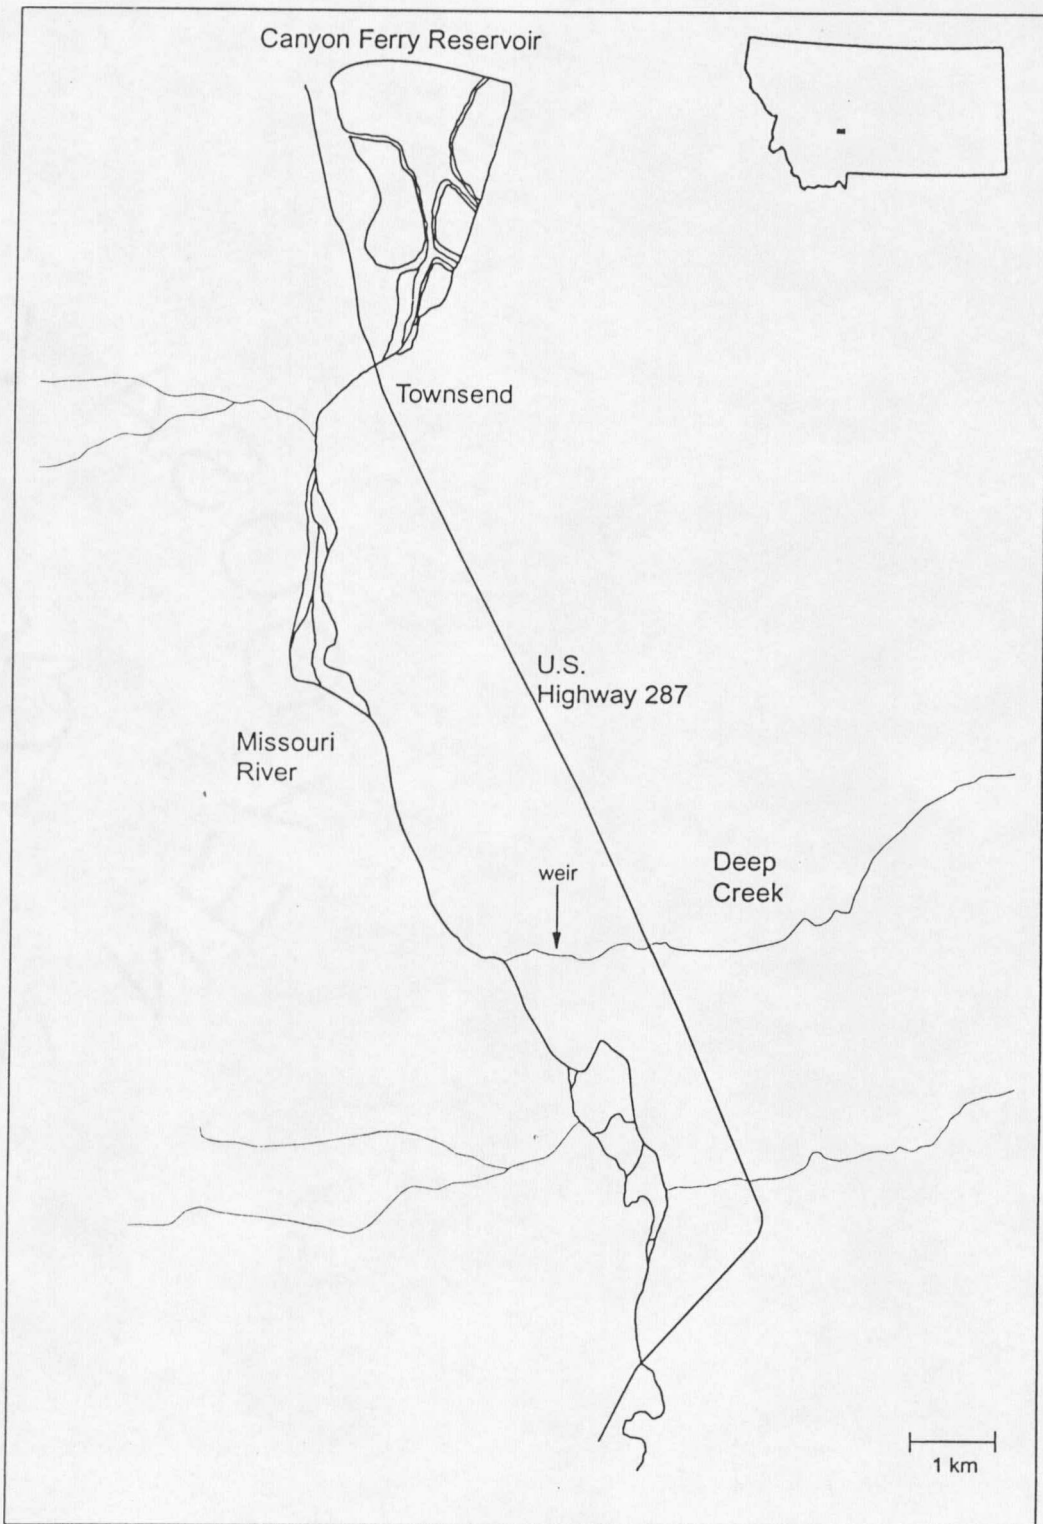 Canyon Ferry Reservoir
Townsend
U.S.
Highway 287
Missouri
River
weir
Deep
Creek
1 km